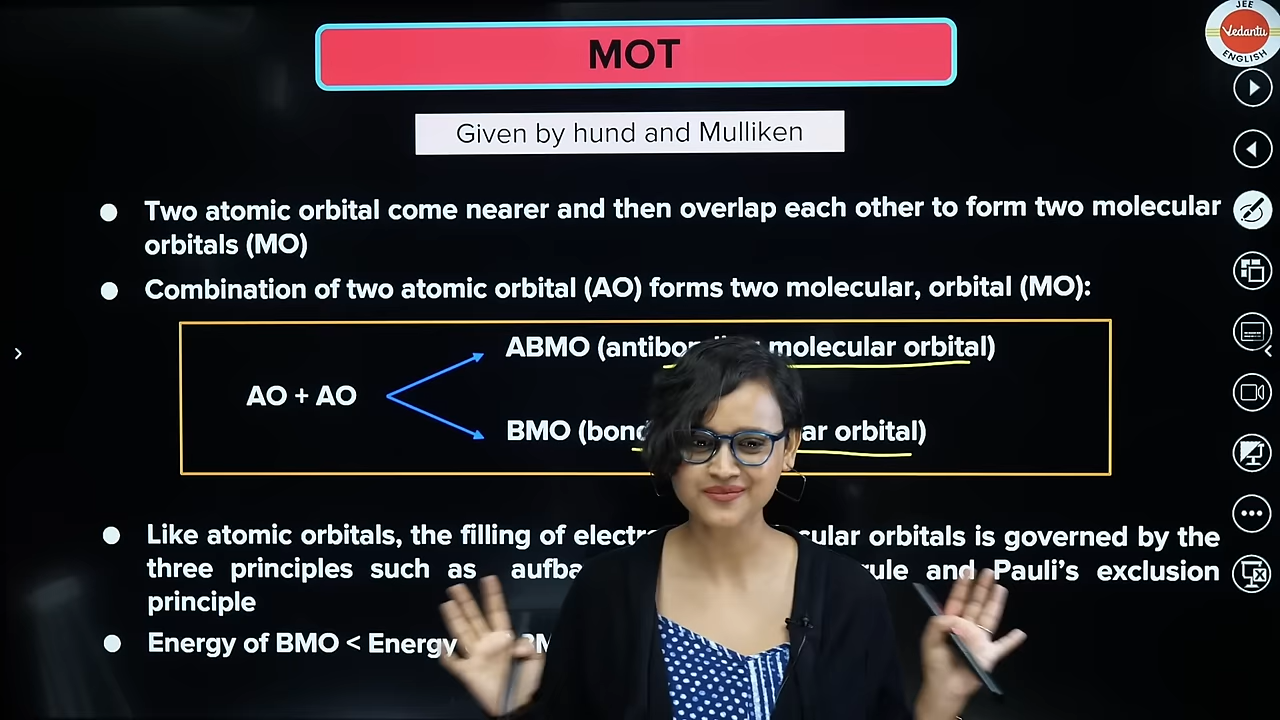 MOT
JEE
Vedantu
ENGLISH
Given by hund and Mulliken
Two atomic orbital come nearer and then overlap each other to form two molecular
orbitals (MO)
Combination of two atomic orbital (AO) forms two molecular, orbital (MO):
ABMO (antibon molecular orbital)
AO + AO
BMO (bond ar orbital)
Like atomic orbitals, the filling of electro cular orbitals is governed by the
three principles such as aufba rule and Pauli's exclusion
principle
Energy of BMO < Energy BM